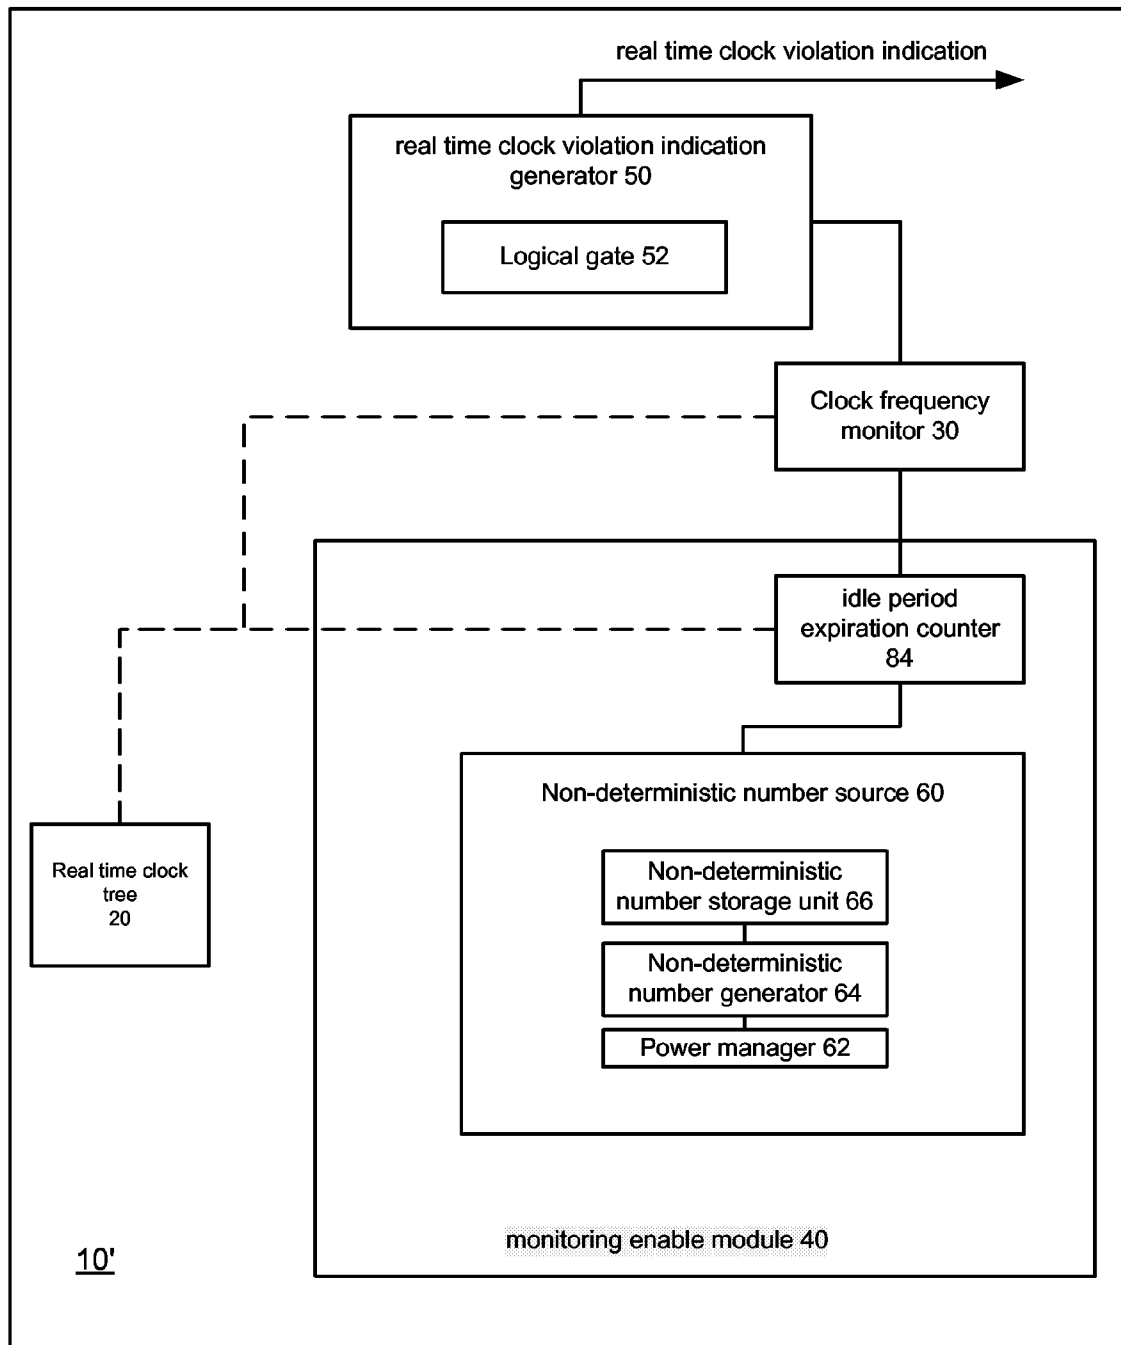 real time clock violation indication
real time clock violation indication
generator 50
Logical gate 52
Clock frequency
monitor 30
idle period
expiration counter
84
Non-deterministic number source 60
Non-deterministic
number storage unit 66
Non-deterministic
number generator 64
Power manager 62
Real time clock
tree
20
monitoring enable module 40
10'